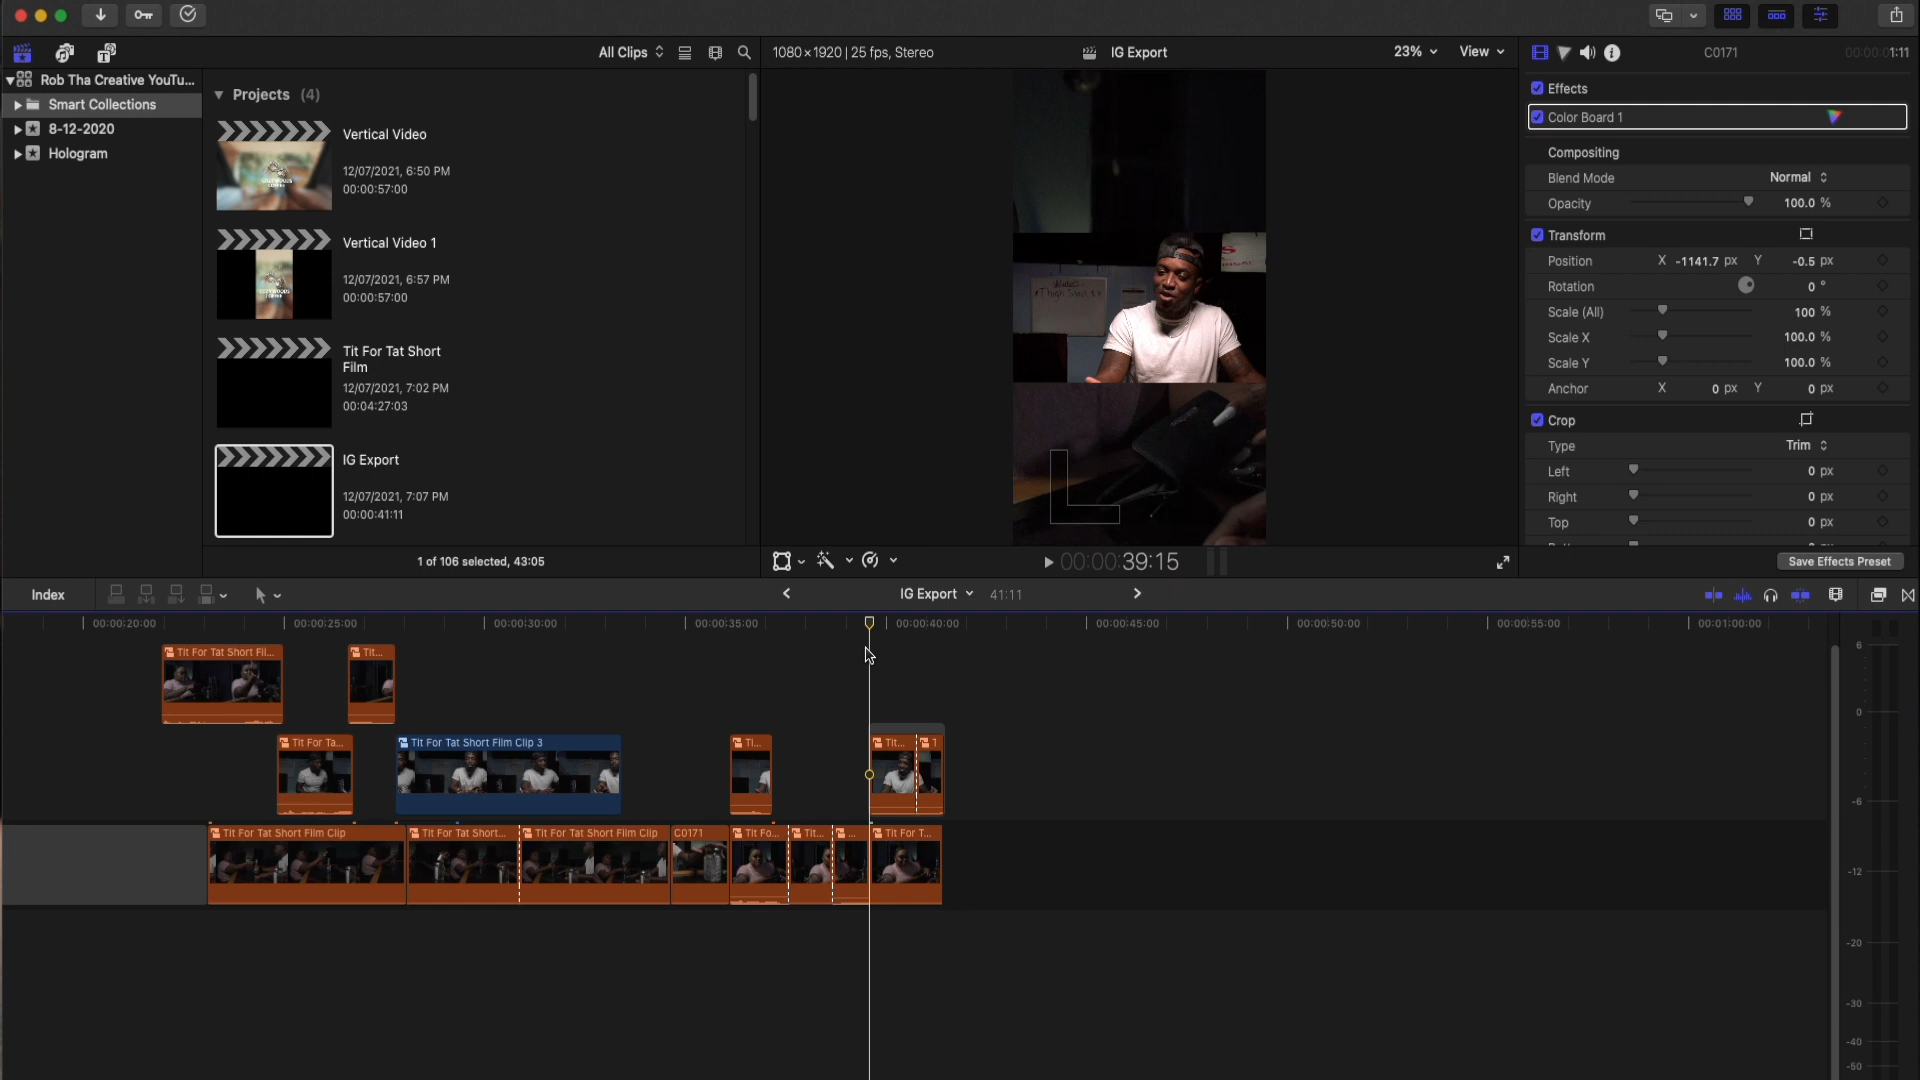 All Clips
1080×1920 | 25 fps, Stereo
IG Export
23%
View
C0171
00:00:01:11
Rob Tha Creative YouTu...
Smart Collections
8-12-2020
Hologram
Projects (4)
Vertical Video
12/07/2021, 6:50 PM
00:00:57:00
Vertical Video 1
12/07/2021, 6:57 PM
00:00:57:00
Tit For Tat Short
Film
12/07/2021, 7:02 PM
00:04:27:03
IG Export
12/07/2021, 7:07 PM
00:00:41:11
1 of 106 selected, 43:05
00:00:39:15
Effects
Color Board 1
Compositing
Blend Mode Normal
Opacity 100.0 %
Transform
Position X -1141.7 px Y -0.5 px
Rotation 0 °
Scale (All) 100 %
Scale X 100.0 %
Scale Y 100.0 %
Anchor X 0 px Y 0 px
Crop
Type Trim
Left 0 px
Right 0 px
Top 0 px
Save Effects Preset
Index
IG Export 41:11
00:00:20:00 00:00:25:00 00:00:30:00 00:00:35:00 00:00:40:00 00:00:45:00 00:00:50:00 00:00:55:00 00:01:00:00
Tit For Tat Short Fil... Tit...
Tit For Ta... Tit For Tat Short Film Clip 3 Ti... Tit... 1
Tit For Tat Short Film Clip Tit For Tat Short... Tit For Tat Short Film Clip C0171 Tit Fo... Tit... ... Tit For T...
6
0
-6
-12
-20
-30
-40
-50